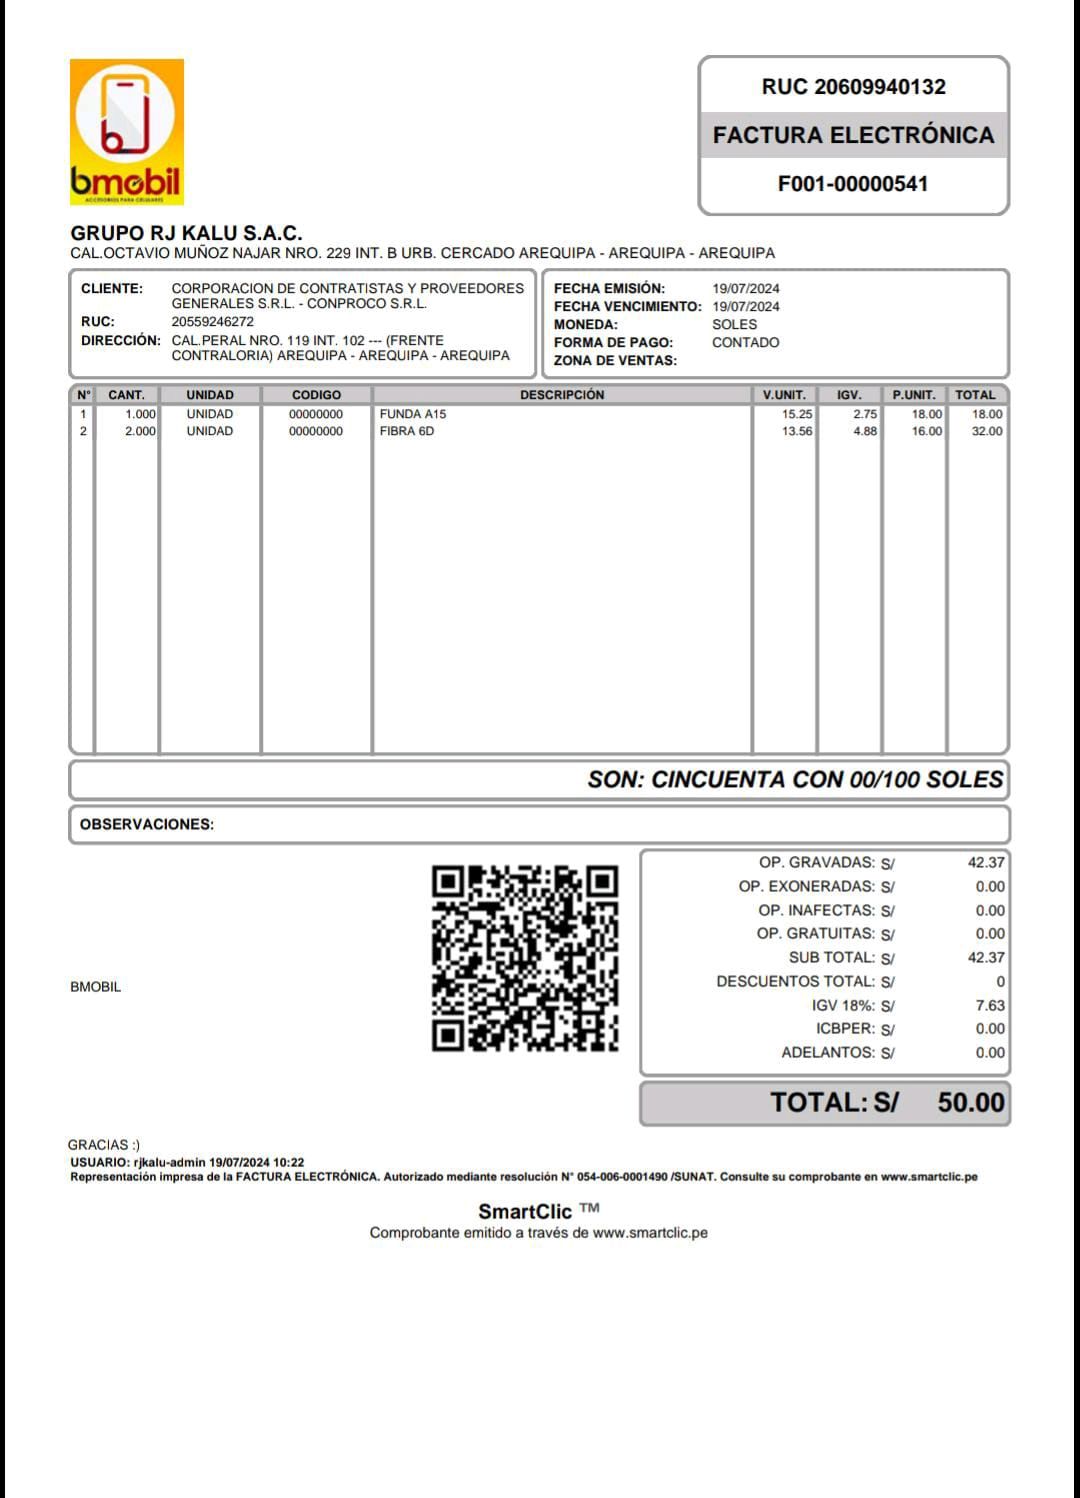 bmobil
ACCESORIOS PARA CELULARES
RUC 20609940132
FACTURA ELECTRÓNICA
F001-00000541
GRUPO RJ KALU S.A.C.
CAL.OCTAVIO MUÑOZ NAJAR NRO. 229 INT. B URB. CERCADO AREQUIPA - AREQUIPA - AREQUIPA
CLIENTE: CORPORACION DE CONTRATISTAS Y PROVEEDORES
GENERALES S.R.L. - CONPROCO S.R.L.
RUC: 20559246272
DIRECCIÓN: CAL.PERAL NRO. 119 INT. 102 --- (FRENTE
CONTRALORIA) AREQUIPA - AREQUIPA - AREQUIPA
FECHA EMISIÓN: 19/07/2024
FECHA VENCIMIENTO: 19/07/2024
MONEDA: SOLES
FORMA DE PAGO: CONTADO
ZONA DE VENTAS:
N° CANT. UNIDAD CODIGO DESCRIPCIÓN V.UNIT. IGV. P.UNIT. TOTAL
1 1.000 UNIDAD 00000000 FUNDA A15 15.25 2.75 18.00 18.00
2 2.000 UNIDAD 00000000 FIBRA 6D 13.56 4.88 16.00 32.00
SON: CINCUENTA CON 00/100 SOLES
OBSERVACIONES:
BMOBIL
OP. GRAVADAS: S/ 42.37
OP. EXONERADAS: S/ 0.00
OP. INAFECTAS: S/ 0.00
OP. GRATUITAS: S/ 0.00
SUB TOTAL: S/ 42.37
DESCUENTOS TOTAL: S/ 0
IGV 18%: S/ 7.63
ICBPER: S/ 0.00
ADELANTOS: S/ 0.00
TOTAL: S/ 50.00
GRACIAS :)
USUARIO: rjkalu-admin 19/07/2024 10:22
Representación impresa de la FACTURA ELECTRÓNICA. Autorizado mediante resolución N° 054-006-0001490 /SUNAT. Consulte su comprobante en www.smartclic.pe
SmartClic ™
Comprobante emitido a través de www.smartclic.pe